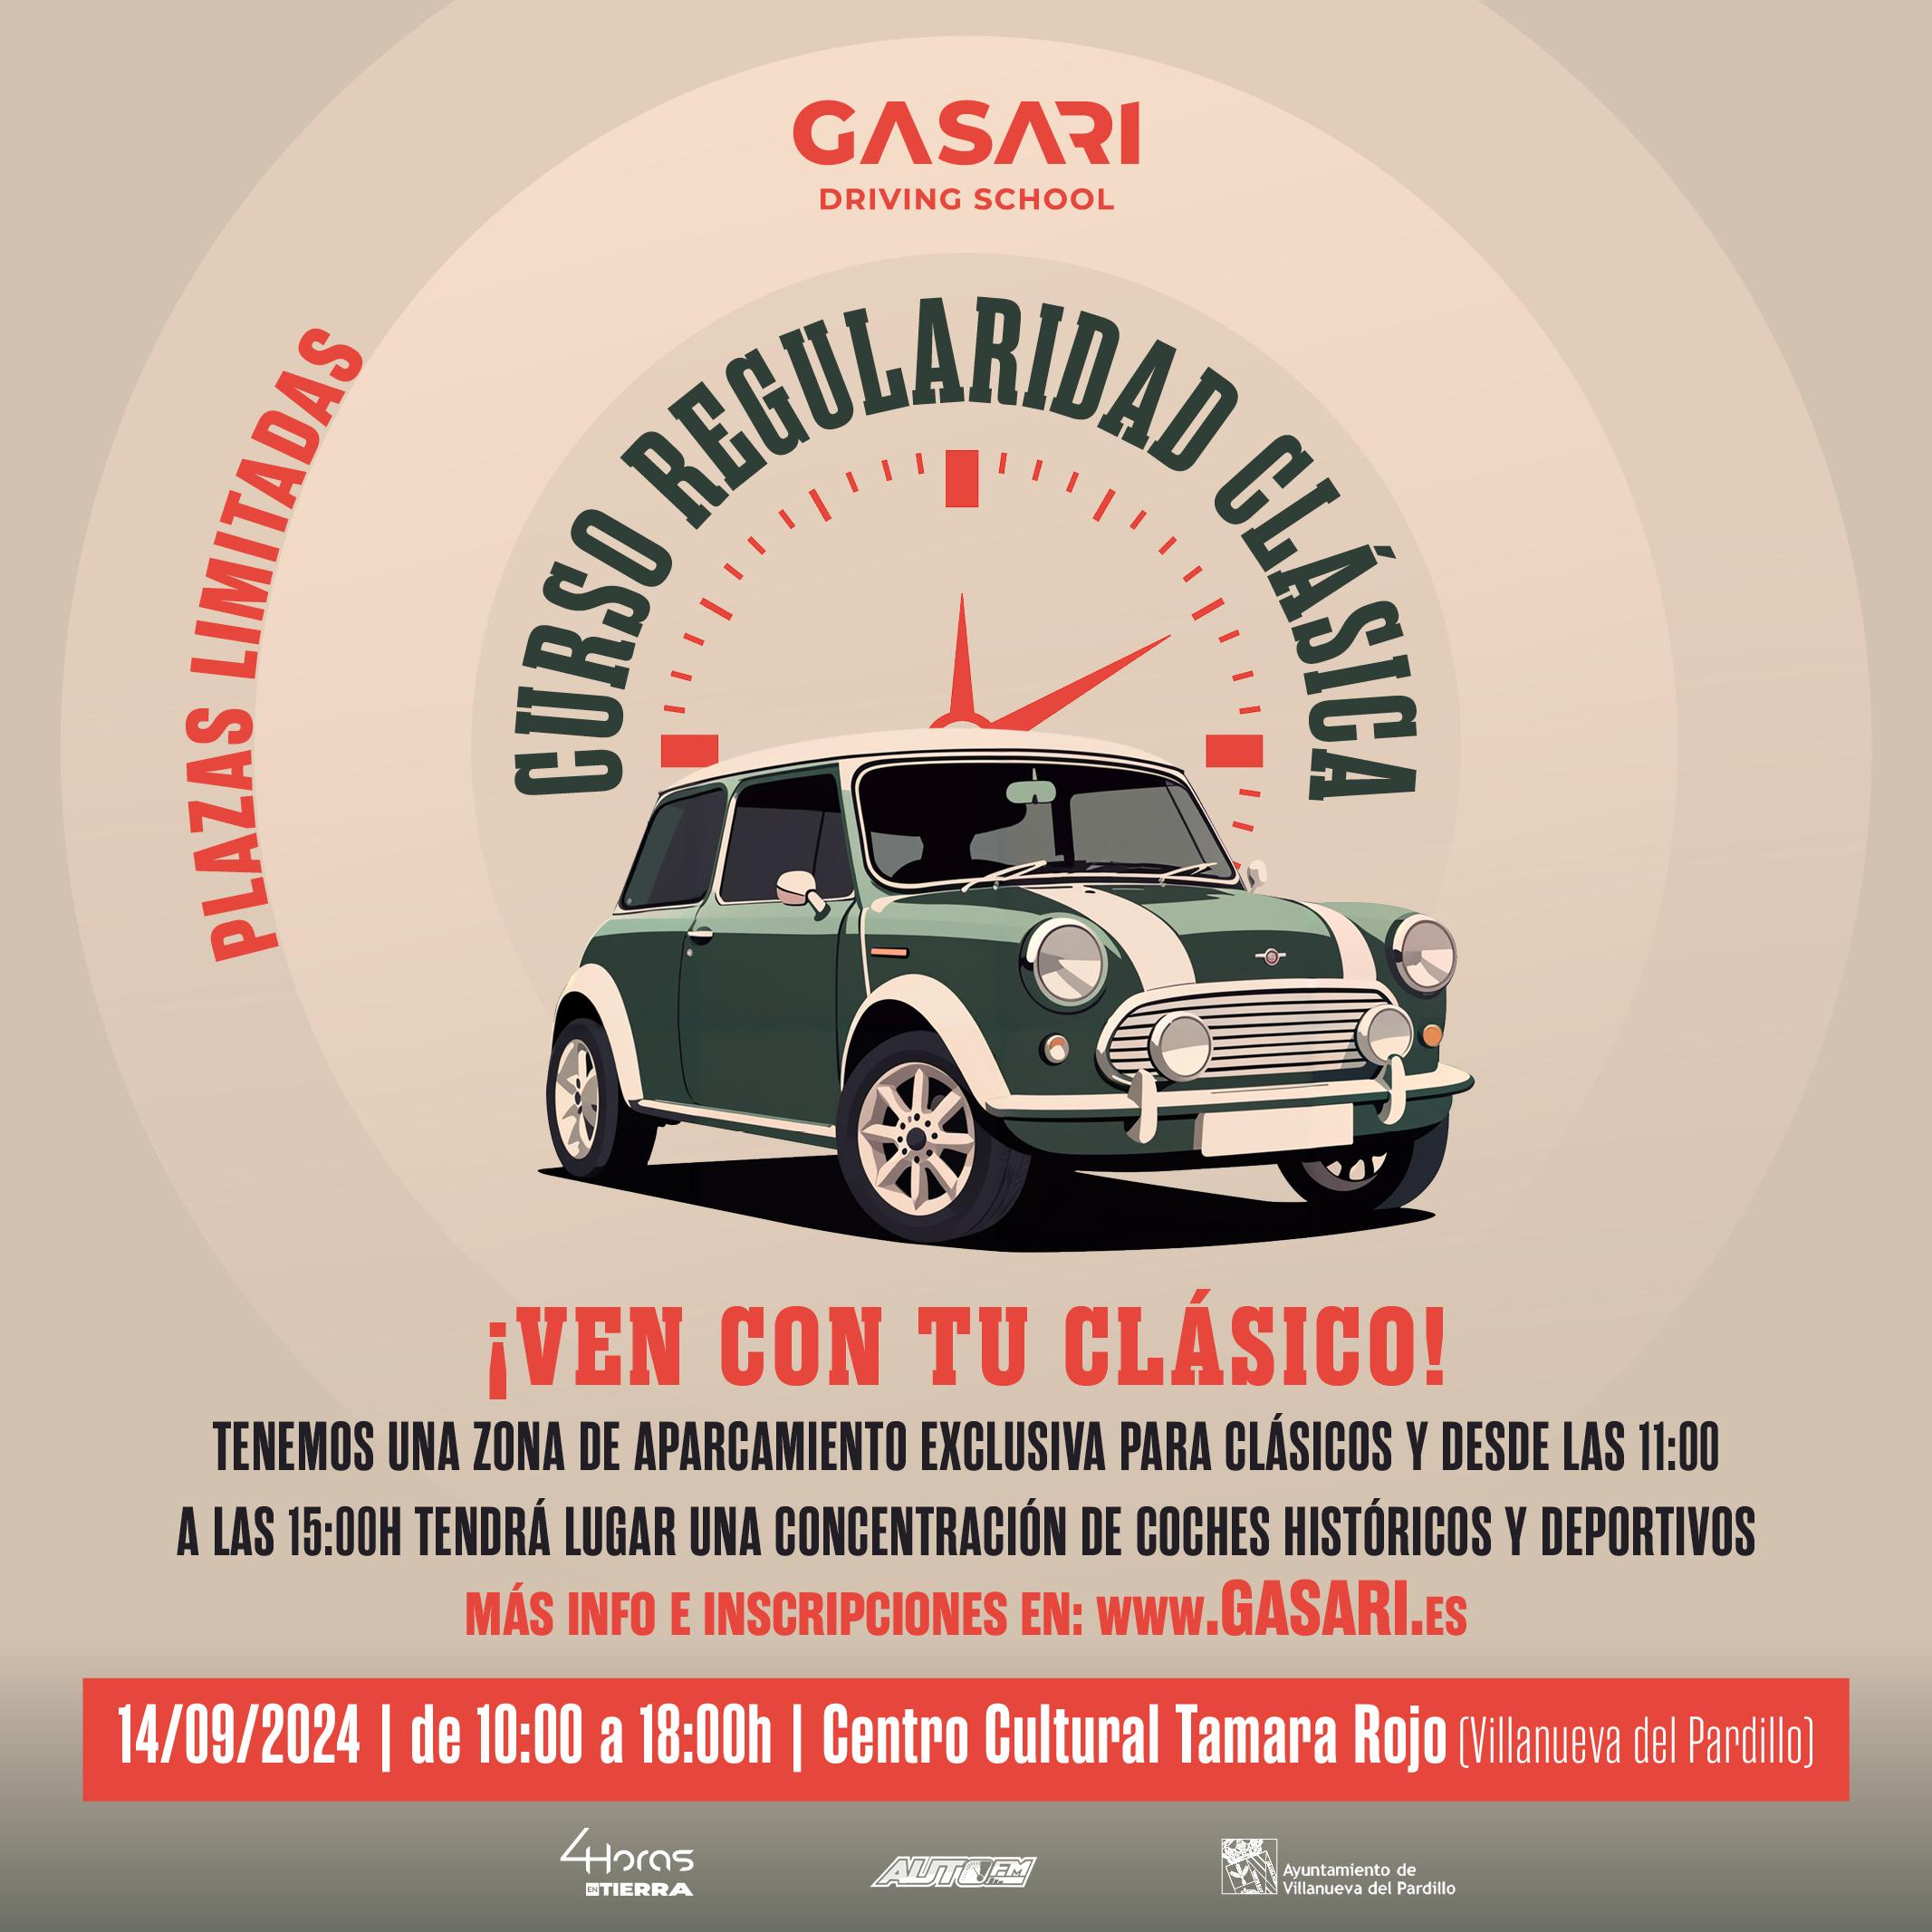 GASARI
DRIVING SCHOOL
CURSO REGULARIDAD CLÁSICA
PLAZAS LIMITADAS
¡VEN CON TU CLÁSICO!
TENEMOS UNA ZONA DE APARCAMIENTO EXCLUSIVA PARA CLÁSICOS Y DESDE LAS 11:00
A LAS 15:00H TENDRÁ LUGAR UNA CONCENTRACIÓN DE COCHES HISTÓRICOS Y DEPORTIVOS
MÁS INFO E INSCRIPCIONES EN: WWW.GASARI.ES
14/09/2024 | de 10:00 a 18:00h | Centro Cultural Tamara Rojo (Villanueva del Pardillo)
4Horas
EN TIERRA
AUTOFM
Ayuntamiento de
Villanueva del Pardillo